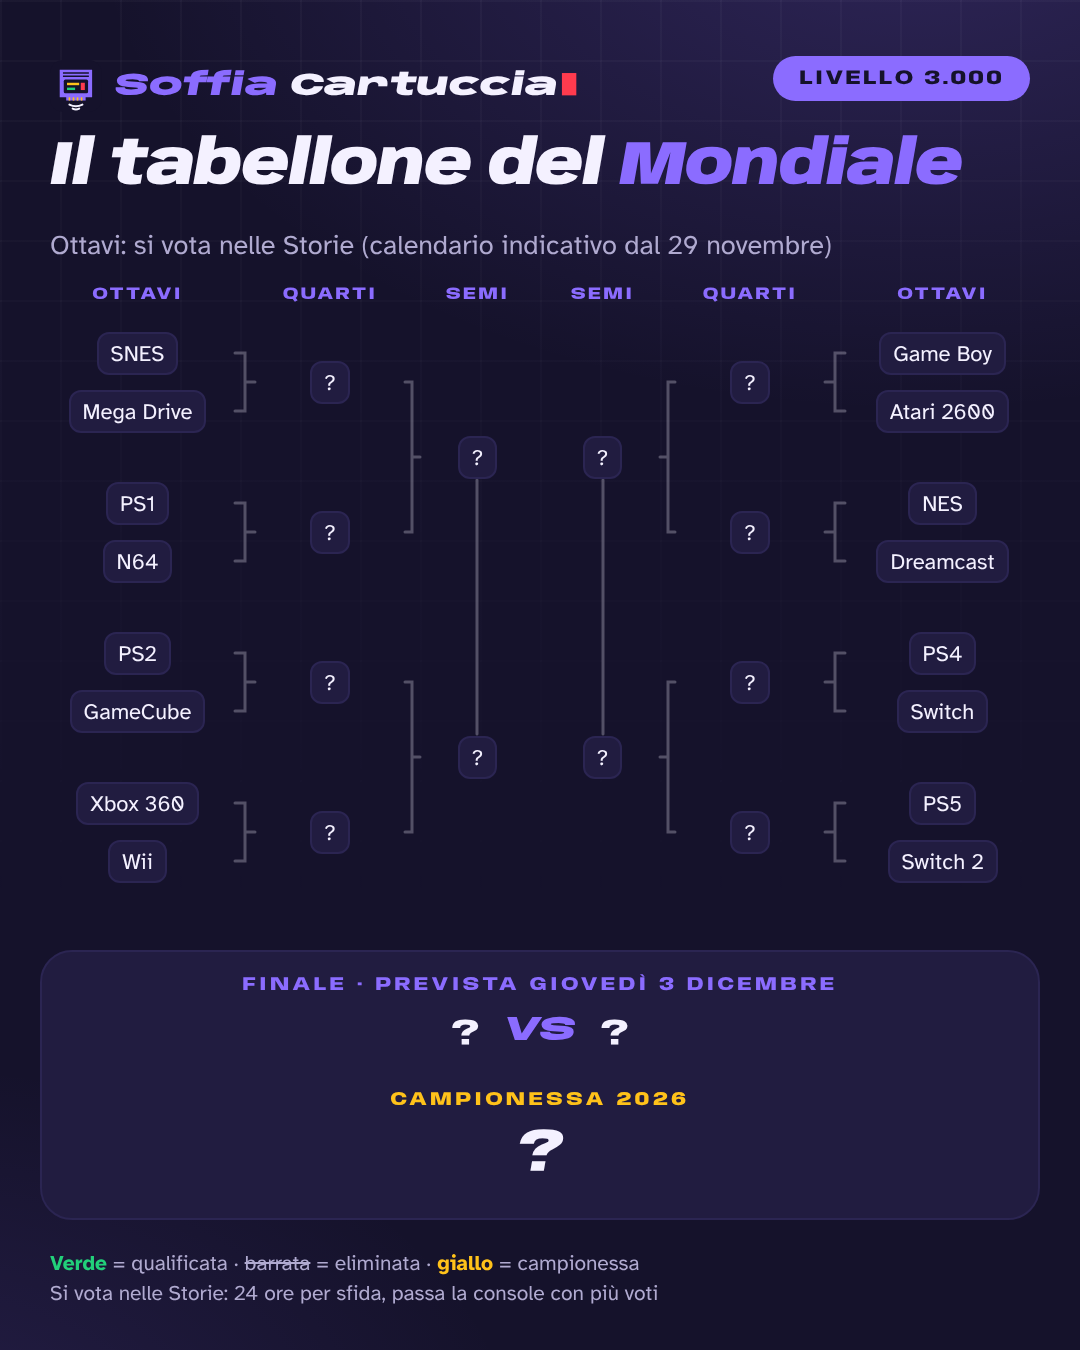 Soffia Cartuccia
LIVELLO 3.000
Il tabellone del Mondiale
Ottavi: si vota nelle Storie (calendario indicativo dal 29 novembre)
OTTAVI QUARTI SEMI SEMI QUARTI OTTAVI
SNES Game Boy
? ?
Mega Drive Atari 2600
? ?
PS1 NES
? ?
N64 Dreamcast
PS2 PS4
? ?
GameCube Switch
? ?
Xbox 360 PS5
? ?
Wii Switch 2
FINALE · PREVISTA GIOVEDÌ 3 DICEMBRE
? VS ?
CAMPIONESSA 2026
?
Verde = qualificata · barrata = eliminata · giallo = campionessa
Si vota nelle Storie: 24 ore per sfida, passa la console con più voti